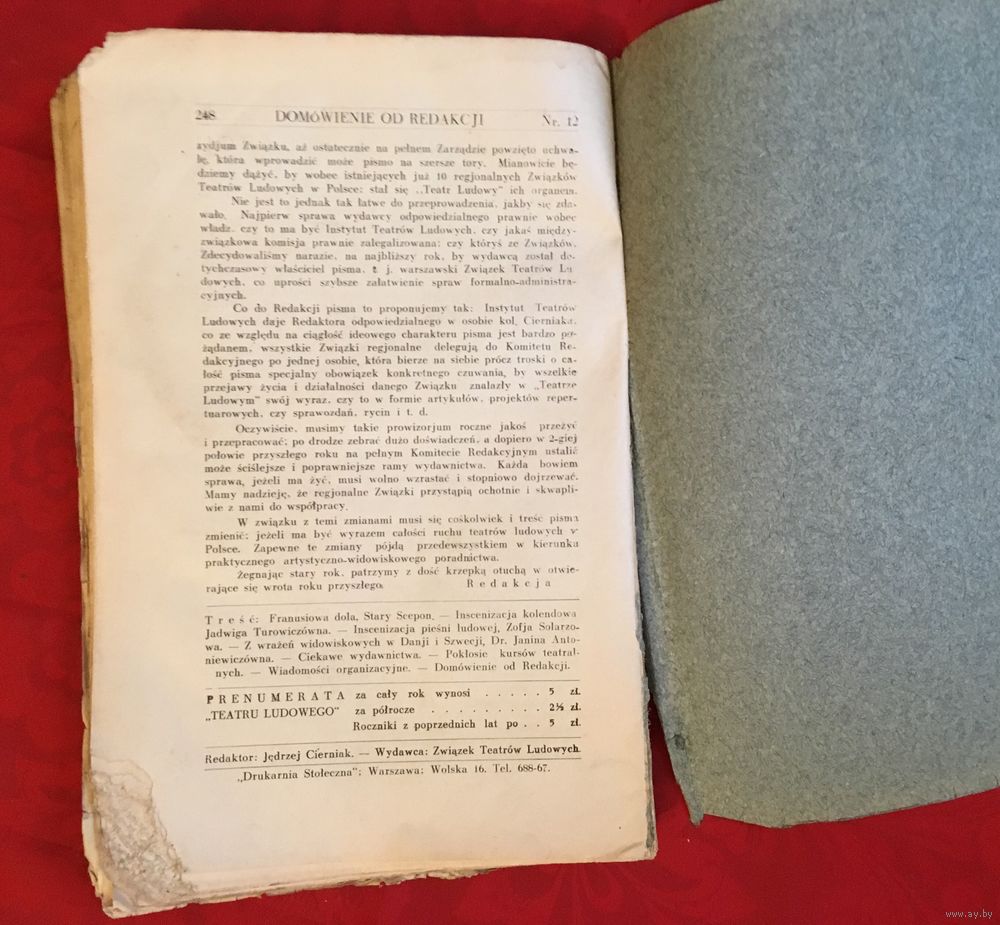 248 DOMÓWIENIE OD REDAKCJI Nr. 12
zydjum Związku, aż ostatecznie na pełnem Zarządzie powzięto uchwa-
łę, która wprowadzić może pismo na szersze tory. Mianowicie bę-
dziemy dążyć, by wobec istniejących już 10 regjonalnych Związków
Teatrów Ludowych w Polsce; stał się „Teatr Ludowy" ich organem.
Nie jest to jednak tak łatwe do przeprowadzenia, jakby się zda-
wało. Najpierw sprawa wydawcy odpowiedzialnego prawnie wobec
władz, czy to ma być Instytut Teatrów Ludowych, czy jakaś między-
związkowa komisja prawnie zalegalizowana; czy któryś ze Związków.
Zdecydowaliśmy narazie, na najbliższy rok, by wydawcą został do-
tychczasowy właściciel pisma, t. j. warszawski Związek Teatrów Lu
dowych, co uprości szybsze załatwienie spraw formalno-administra-
cyjnych.
Co do Redakcji pisma to proponujemy tak: Instytut Teatrów
Ludowych daje Redaktora odpowiedzialnego w osobie kol. Cierniaka,
co ze względu na ciągłość ideowego charakteru pisma jest bardzo po-
żądanem, wszystkie Związki regjonalne delegują do Komitetu Re-
dakcyjnego po jednej osobie, która bierze na siebie prócz troski o ca-
łość pisma specjalny obowiązek konkretnego czuwania, by wszelkie
przejawy życia i działalności danego Związku znalazły w „Teatrze
Ludowym" swój wyraz, czy to w formie artykułów, projektów reper-
tuarowych, czy sprawozdań, rycin i t. d.
Oczywiście, musimy takie prowizorjum roczne jakoś przeżyć
i przepracować; po drodze zebrać dużo doświadczeń, a dopiero w 2-giej
połowie przyszłego roku na pełnym Komitecie Redakcyjnym ustalić
może ściślejsze i poprawniejsze ramy wydawnictwa. Każda bowiem
sprawa, jeżeli ma żyć, musi wolno wzrastać i stopniowo dojrzewać.
Mamy nadzieję, że regjonalne Związki przystąpią ochotnie i skwapli-
wie z nami do współpracy.
W związku z temi zmianami musi się cośkolwiek i treść pisma
zmienić; jeżeli ma być wyrazem całości ruchu teatrów ludowych w
Polsce. Zapewne te zmiany pójdą przedewszystkiem w kierunku
praktycznego artystyczno-widowiskowego poradnictwa.
Żegnając stary rok, patrzymy z dość krzepką otuchą w otwie-
rające się wrota roku przyszłego. Redakcja
Treść: Franusiowa dola, Stary Scepon. — Inscenizacja kolendowa
Jadwiga Turowiczówna. — Inscenizacja pieśni ludowej, Zofja Solarzo-
wa. — Z wrażeń widowiskowych w Danji i Szwecji, Dr. Janina Anto-
niewiczówna. — Ciekawe wydawnictwa. — Pokłosie kursów teatral-
nych. — Wiadomości organizacyjne. — Domówienie od Redakcji.
PRENUMERATA za cały rok wynosi . . . . . 5 zł.
„TEATRU LUDOWEGO" za półrocze . . . . . . . . . 2½ zł.
Roczniki z poprzednich lat po . . 5 zł.
Redaktor: Jędrzej Cierniak. — Wydawca: Związek Teatrów Ludowych.
„Drukarnia Stołeczna"; Warszawa; Wolska 16. Tel. 688-67.
www.ay.by